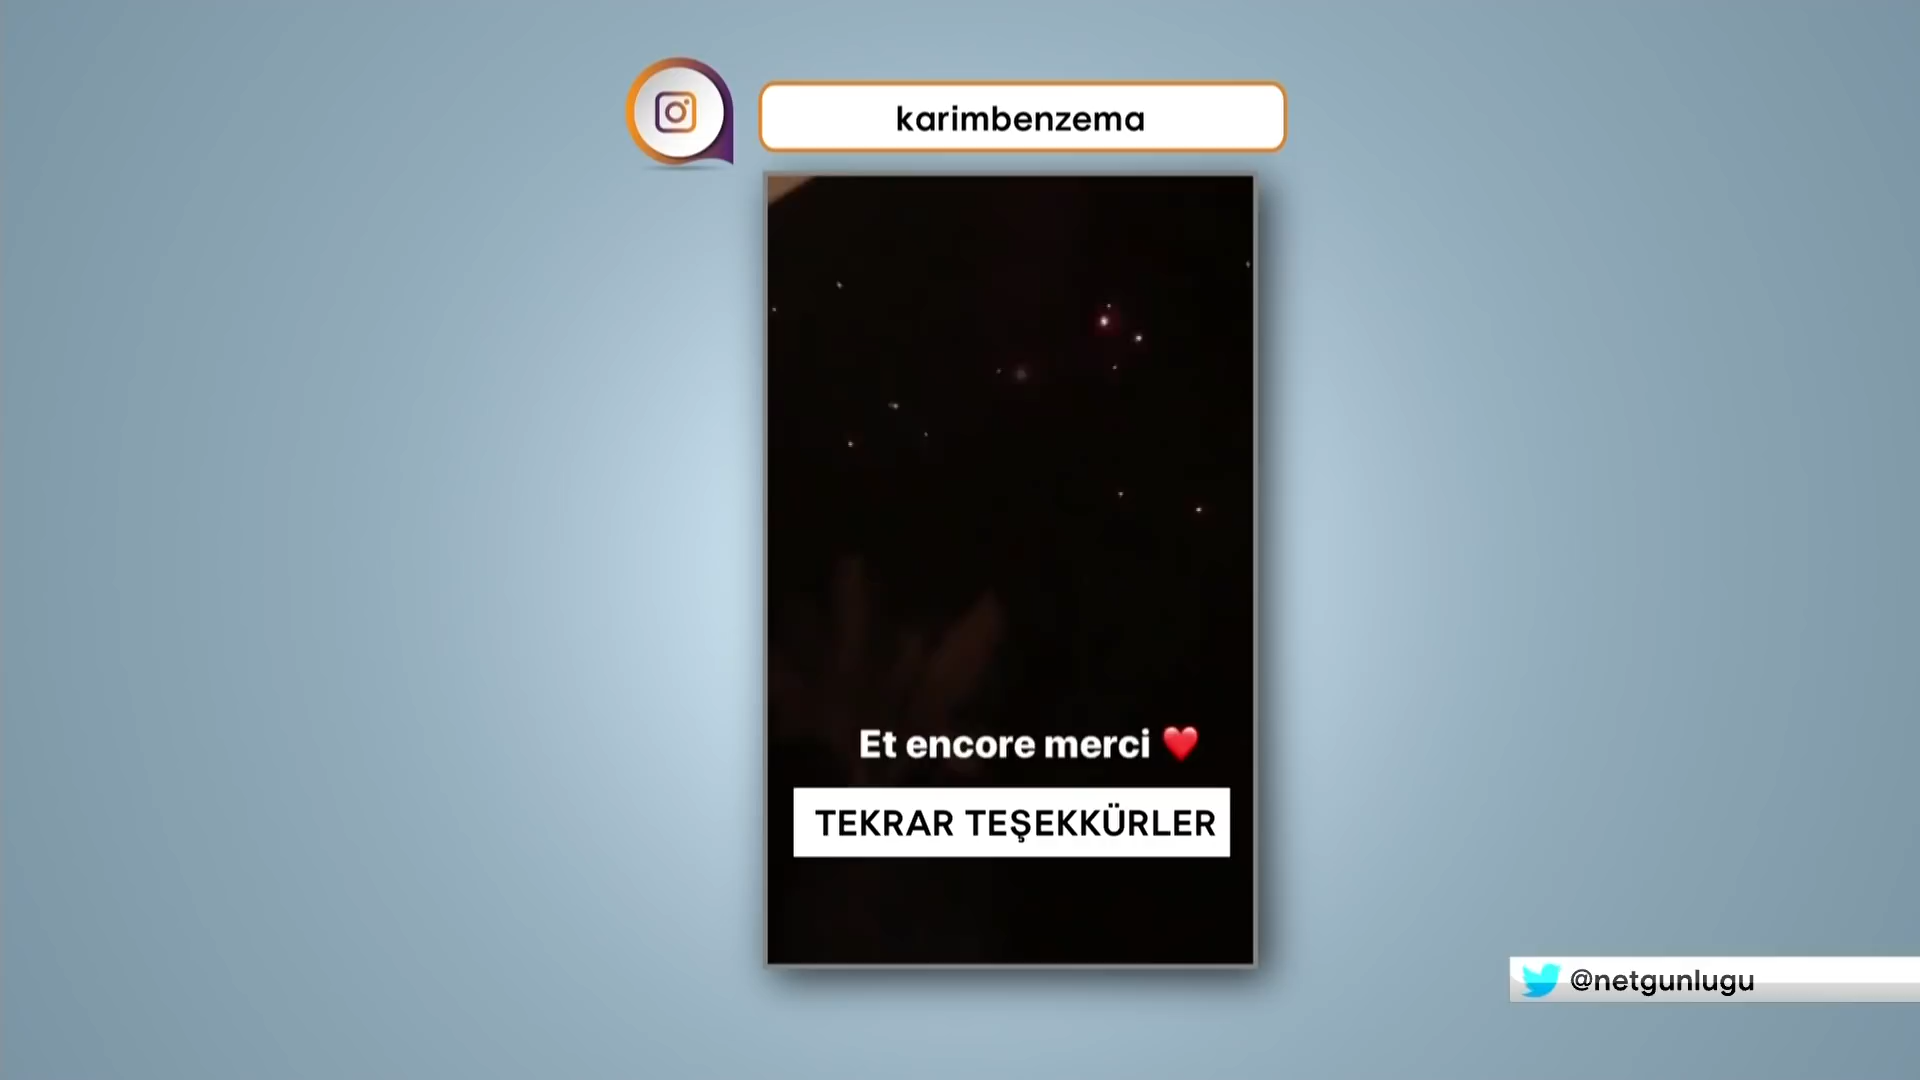 karimbenzema
Et encore merci ❤️
TEKRAR TEŞEKKÜRLER
@netgunlugu